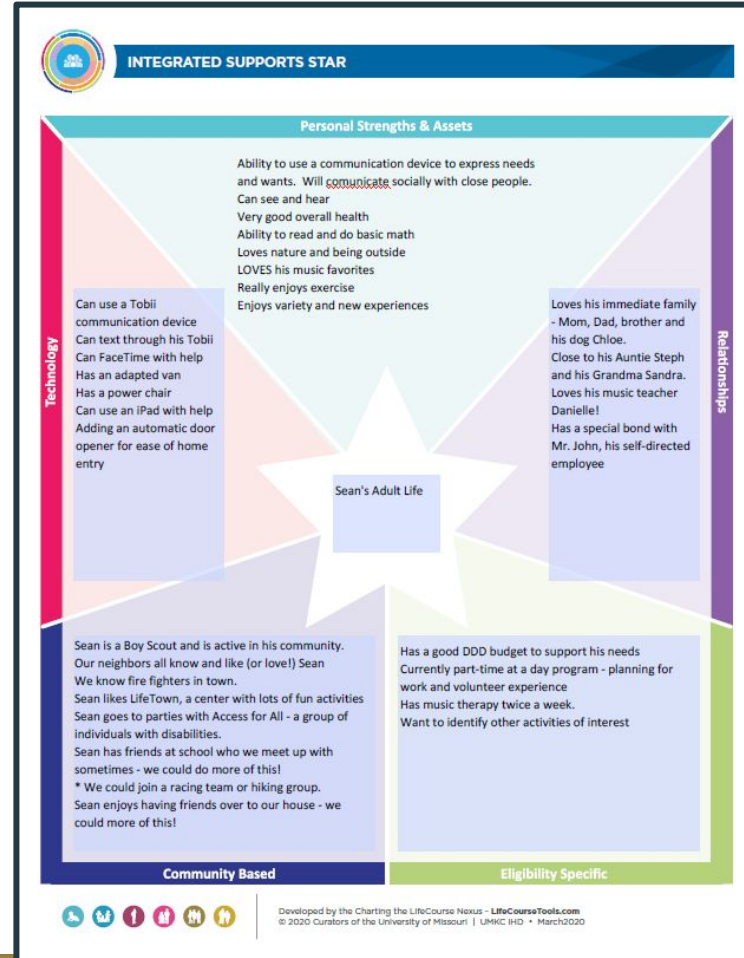 INTEGRATED SUPPORTS STAR
Personal Strengths & Assets
Ability to use a communication device to express needs
and wants.  Will comunicate socially with close people.
Can see and hear
Very good overall health
Ability to read and do basic math
Loves nature and being outside
LOVES his music favorites
Really enjoys exercise
Enjoys variety and new experiences
Technology
Can use a Tobii
communication device
Can text through his Tobii
Can FaceTime with help
Has an adapted van
Has a power chair
Can use an iPad with help
Adding an automatic door
opener for ease of home
entry
Relationships
Loves his immediate family
- Mom, Dad, brother and
his dog Chloe.
Close to his Auntie Steph
and his Grandma Sandra.
Loves his music teacher
Danielle!
Has a special bond with
Mr. John, his self-directed
employee
Sean's Adult Life
Sean is a Boy Scout and is active in his community.
Our neighbors all know and like (or love!) Sean
We know fire fighters in town.
Sean likes LifeTown, a center with lots of fun activities
Sean goes to parties with Access for All - a group of
individuals with disabilities.
Sean has friends at school who we meet up with
sometimes - we could do more of this!
* We could join a racing team or hiking group.
Sean enjoys having friends over to our house - we
could more of this!
Community Based
Has a good DDD budget to support his needs
Currently part-time at a day program - planning for
work and volunteer experience
Has music therapy twice a week.
Want to identify other activities of interest
Eligibility Specific
Developed by the Charting the LifeCourse Nexus - LifeCourseTools.com
© 2020 Curators of the University of Missouri | UMKC IHD • March2020